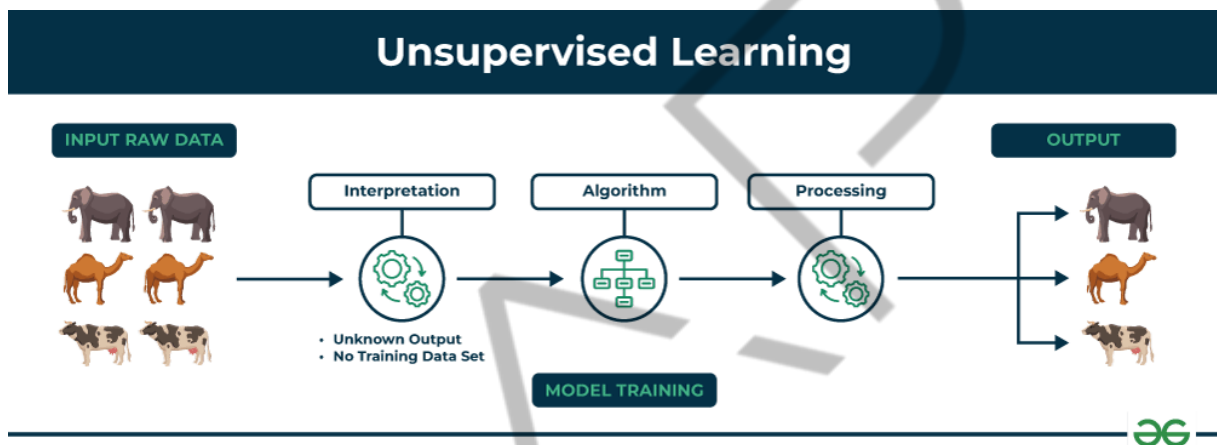 Unsupervised Learning
INPUT RAW DATA
OUTPUT
Interpretation
Algorithm
Processing
• Unknown Output
• No Training Data Set
MODEL TRAINING